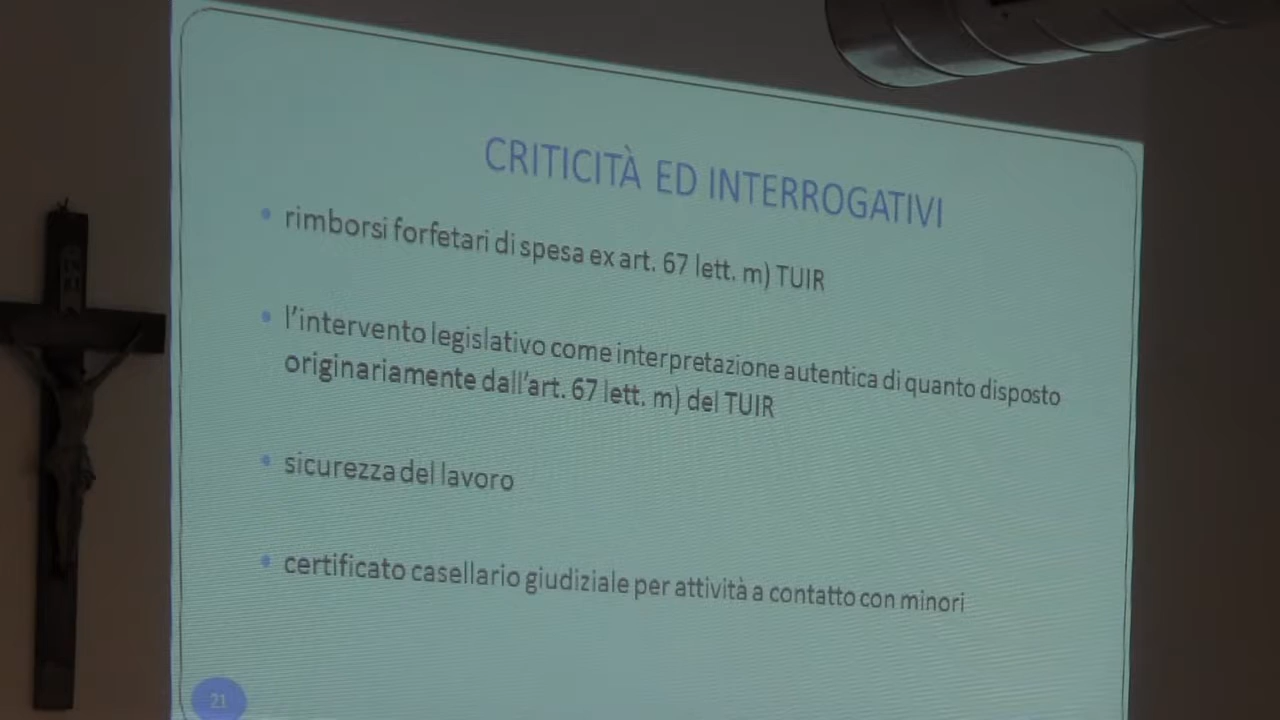 CRITICITÀ ED INTERROGATIVI
• rimborsi forfetari di spesa ex art. 67 lett. m) TUIR
• l'intervento legislativo come interpretazione autentica di quanto disposto
originariamente dall'art. 67 lett. m) del TUIR
• sicurezza del lavoro
• certificato casellario giudiziale per attività a contatto con minori
21